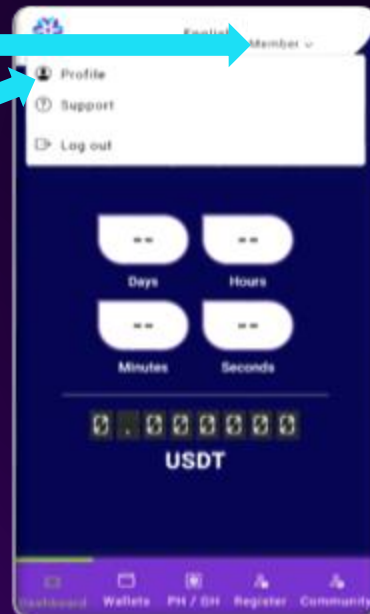 English
Member
Profile
Support
Log out
-- --
Days Hours
-- --
Minutes Seconds
0.000000
USDT
Dashboard Wallets PH / GH Register Community